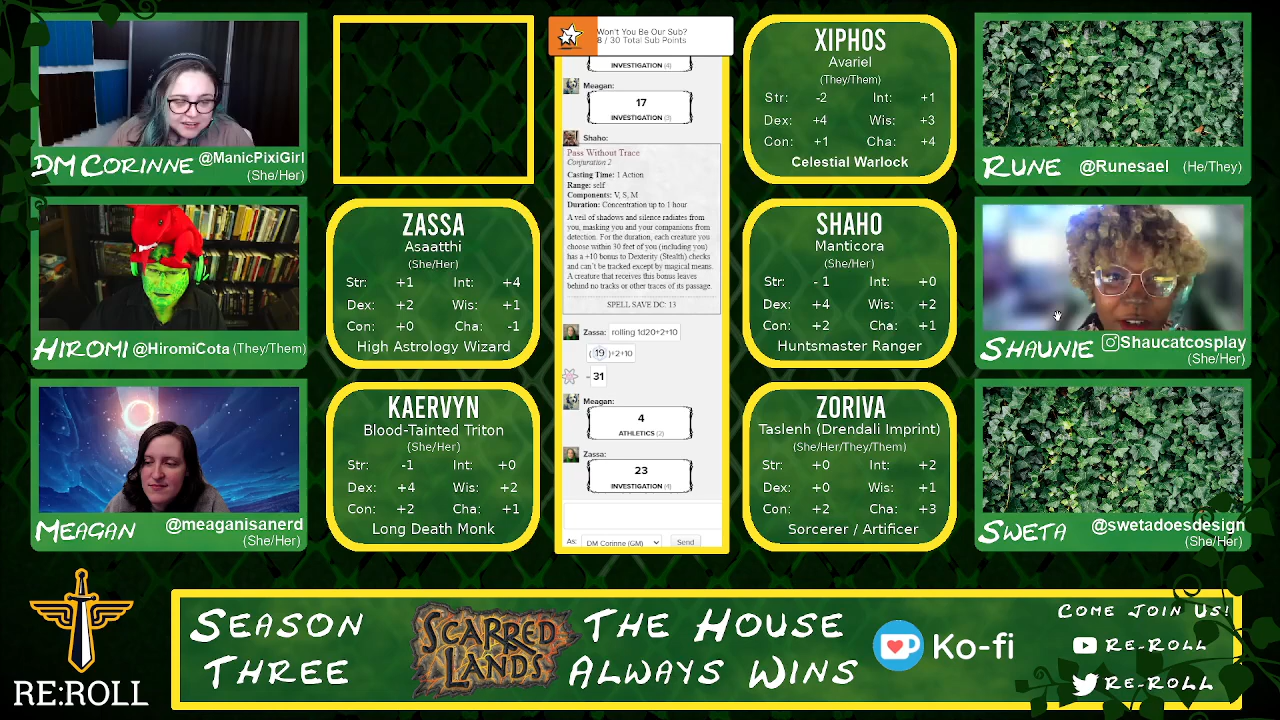 DM CORINNE @ManicPixiGirl
(She/Her)
HIROMI @HiromiCota (They/Them)
MEAGAN @meaganisanerd
(She/Her)
ZASSA
Asaatthi
(She/Her)
Str: +1 Int: +4
Dex: +2 Wis: +1
Con: +0 Cha: -1
High Astrology Wizard
KAERVYN
Blood-Tainted Triton
(She/Her)
Str: -1 Int: +0
Dex: +4 Wis: +2
Con: +2 Cha: +1
Long Death Monk
Won't You Be Our Sub?
8 / 30 Total Sub Points
INVESTIGATION (4)
Meagan:
17
INVESTIGATION (3)
Shaho:
Pass Without Trace
Conjuration 2
Casting Time: 1 Action
Range: self
Components: V, S, M
Duration: Concentration up to 1 hour
A veil of shadows and silence radiates from
you, masking you and your companions from
detection. For the duration, each creature you
choose within 30 feet of you (including you)
has a +10 bonus to Dexterity (Stealth) checks
and can't be tracked except by magical means.
A creature that receives this bonus leaves
behind no tracks or other traces of its passage.
SPELL SAVE DC: 13
Zassa: rolling 1d20+2+10
(19)+2+10
31
Meagan:
4
ATHLETICS (2)
Zassa:
23
INVESTIGATION (4)
As: DM Corinne (GM) Send
XIPHOS
Avariel
(They/Them)
Str: -2 Int: +1
Dex: +4 Wis: +3
Con: +1 Cha: +4
Celestial Warlock
SHAHO
Manticora
(She/Her)
Str: - 1 Int: +0
Dex: +4 Wis: +2
Con: +2 Cha: +1
Huntsmaster Ranger
ZORIVA
Taslenh (Drendali Imprint)
(She/Her/They/Them)
Str: +0 Int: +2
Dex: +0 Wis: +1
Con: +2 Cha: +3
Sorcerer / Artificer
RUNE @Runesael (He/They)
SHAUNIE Shaucatcosplay
(She/Her)
SWETA @swetadoesdesign
(She/Her)
RE:ROLL
SEASON
THREE
SCARRED
LANDS
THE HOUSE
ALWAYS WINS
Ko-fi
COME JOIN US!
RE-ROLL
RE-ROLL